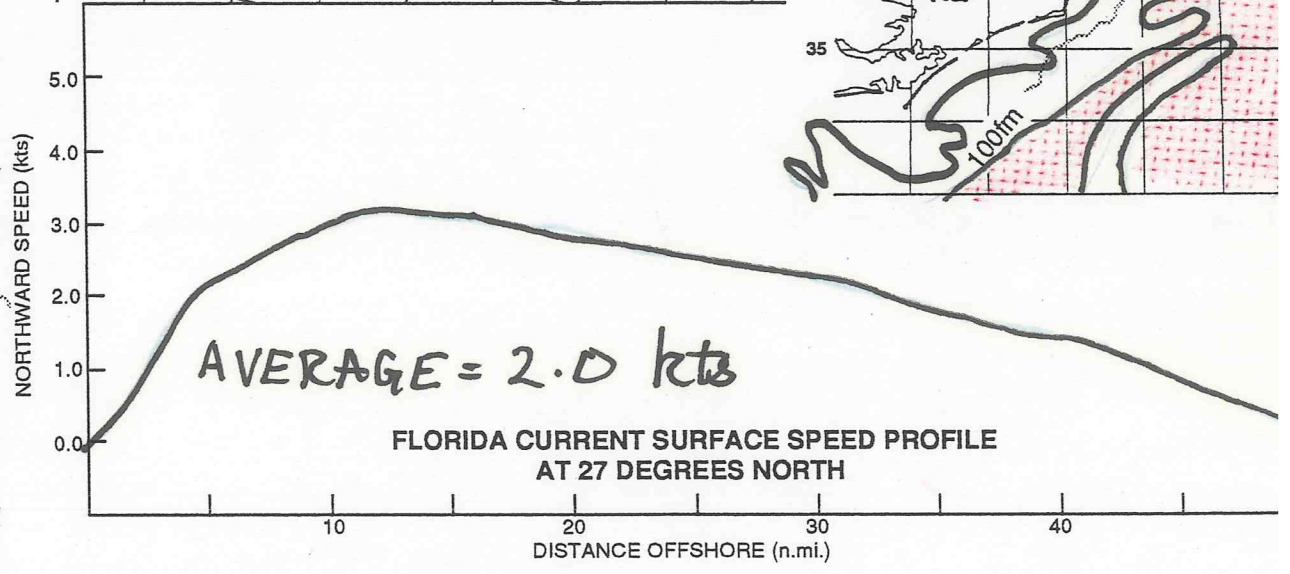 35
100fm
5.0
4.0
3.0
2.0
1.0
0.0
NORTHWARD SPEED (kts)
AVERAGE = 2.0 kts
FLORIDA CURRENT SURFACE SPEED PROFILE
AT 27 DEGREES NORTH
10
20
30
40
DISTANCE OFFSHORE (n.mi.)